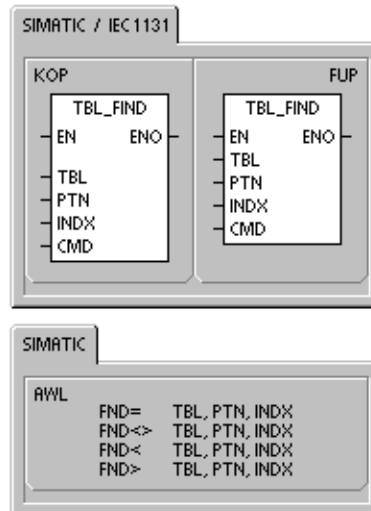 SIMATIC / IEC1131
KOP
FUP
TBL_FIND
EN ENO
TBL
PTN
INDX
CMD
TBL_FIND
EN ENO
TBL
PTN
INDX
CMD
SIMATIC
AWL
FND= TBL, PTN, INDX
FND<> TBL, PTN, INDX
FND< TBL, PTN, INDX
FND> TBL, PTN, INDX